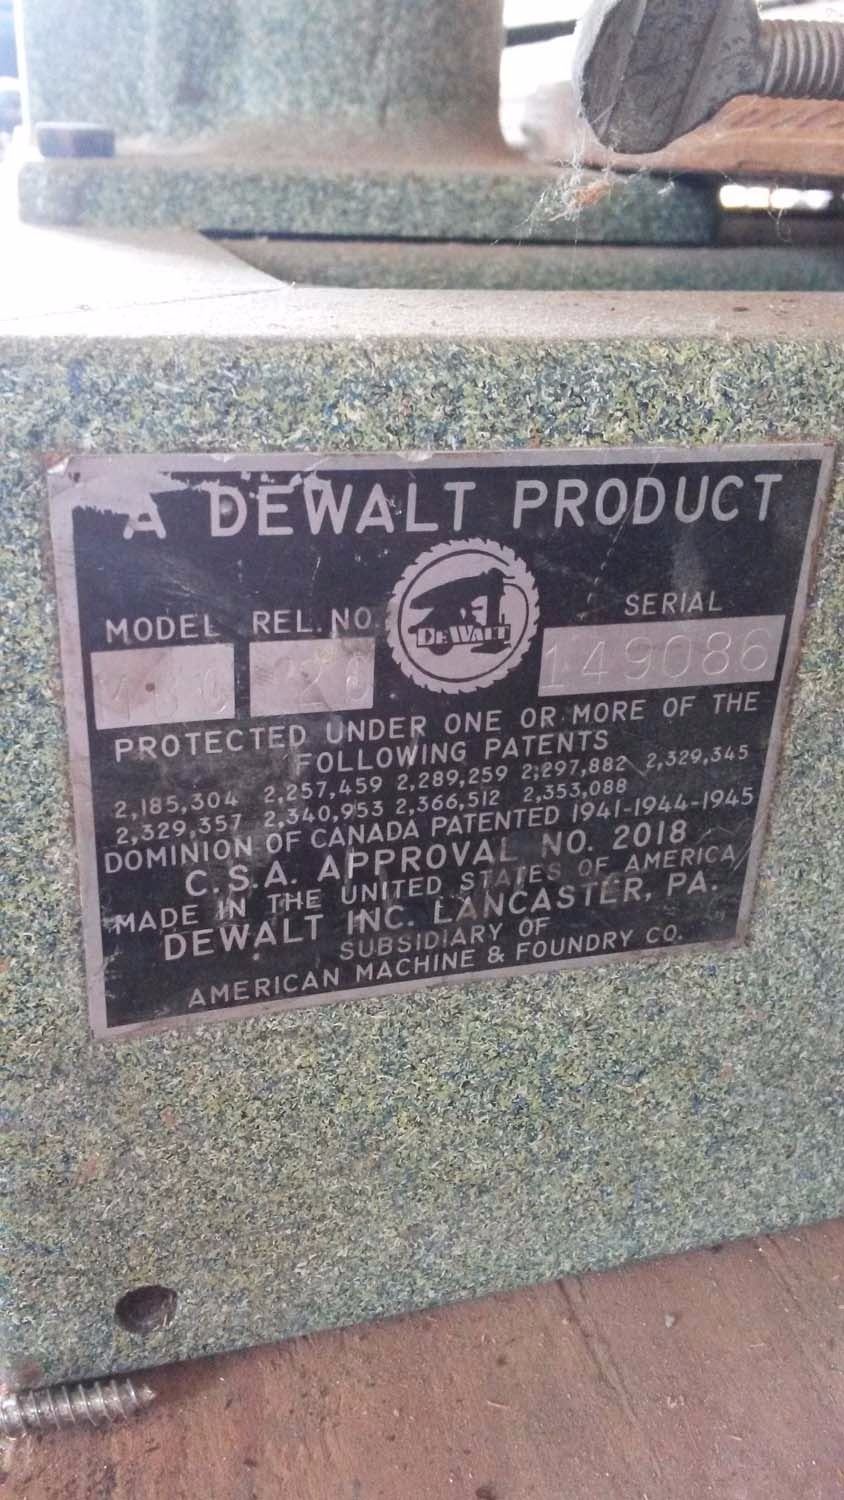 A DEWALT PRODUCT
MODEL REL. NO. SERIAL
20 149086
DEWALT
PROTECTED UNDER ONE OR MORE OF THE
FOLLOWING PATENTS
2,185,304 2,257,459 2,289,259 2,297,882 2,329,345
2,329,357 2,340,953 2,366,512 2,353,088
DOMINION OF CANADA PATENTED 1941-1944-1945
C.S.A. APPROVAL NO. 2018
MADE IN THE UNITED STATES OF AMERICA
DEWALT INC. LANCASTER, PA.
SUBSIDIARY OF
AMERICAN MACHINE & FOUNDRY CO.